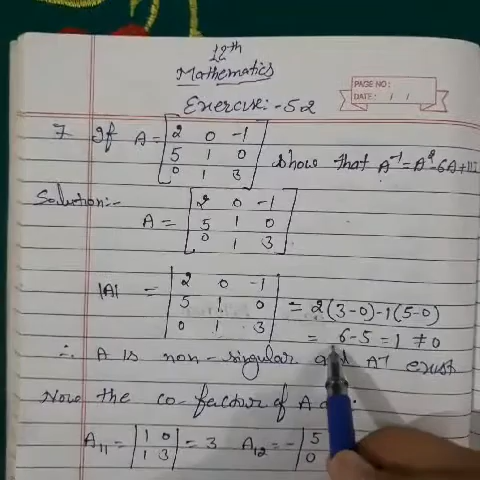 12th
Mathematics
PAGE NO:
DATE: / /
Exercise:-5.2
7. If A = [2 0 -1
5 1 0
0 1 3] show that A⁻¹ = A² - 6A + 11I
Solution:-
A = [2 0 -1
5 1 0
0 1 3]
|A| = |2 0 -1
5 1 0
0 1 3| = 2(3-0)-1(5-0)
= 6-5 = 1 ≠ 0
∴ A is non-singular and A⁻¹ exist
Now the co-factor of A
A₁₁ = |1 0
1 3| = 3 A₁₂ = -|5
0